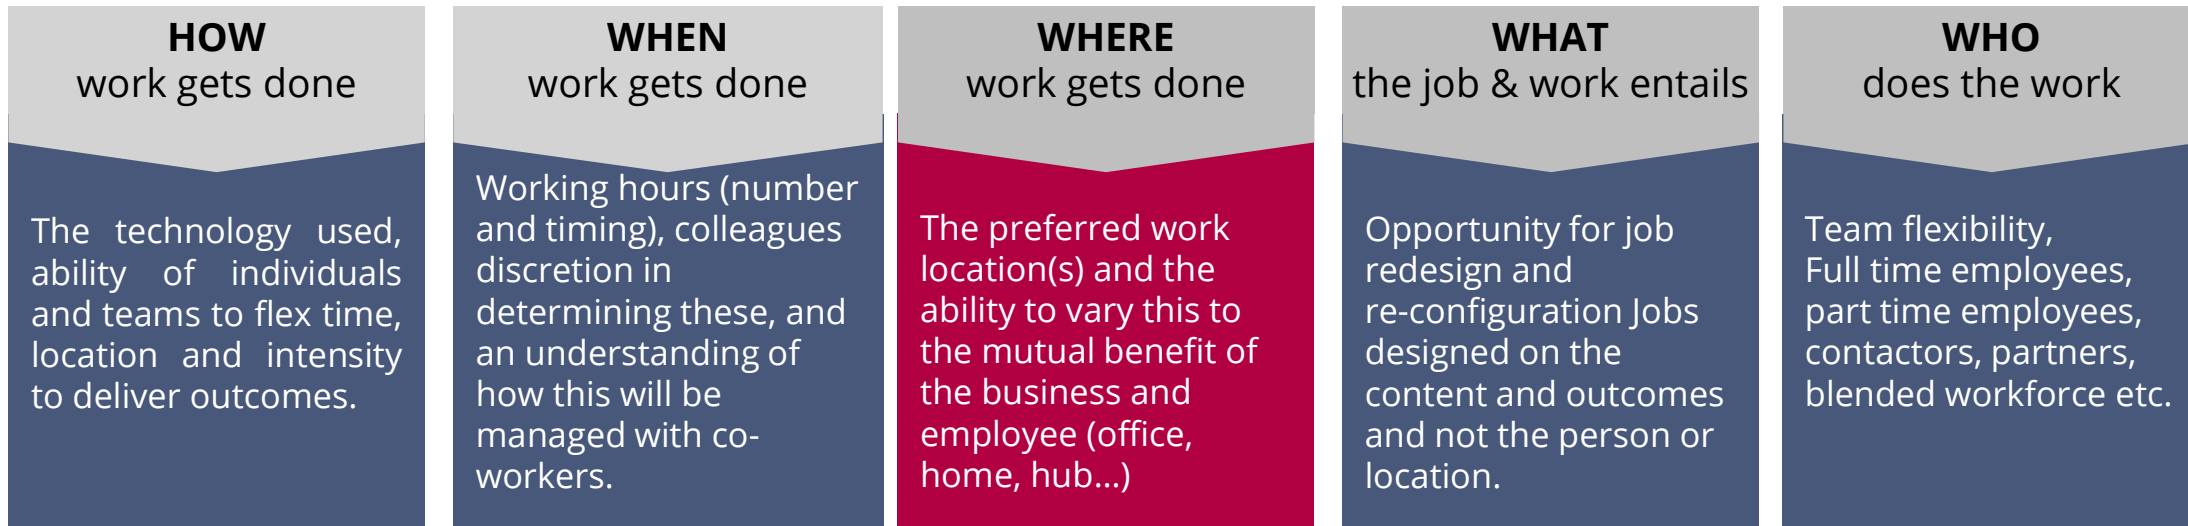 HOW
work gets done
The technology used,
ability of individuals
and teams to flex time,
location and intensity
to deliver outcomes.
WHEN
work gets done
Working hours (number
and timing), colleagues
discretion in
determining these, and
an understanding of
how this will be
managed with co-
workers.
WHERE
work gets done
The preferred work
location(s) and the
ability to vary this to
the mutual benefit of
the business and
employee (office,
home, hub...)
WHAT
the job & work entails
Opportunity for job
redesign and
re-configuration Jobs
designed on the
content and outcomes
and not the person or
location.
WHO
does the work
Team flexibility,
Full time employees,
part time employees,
contactors, partners,
blended workforce etc.